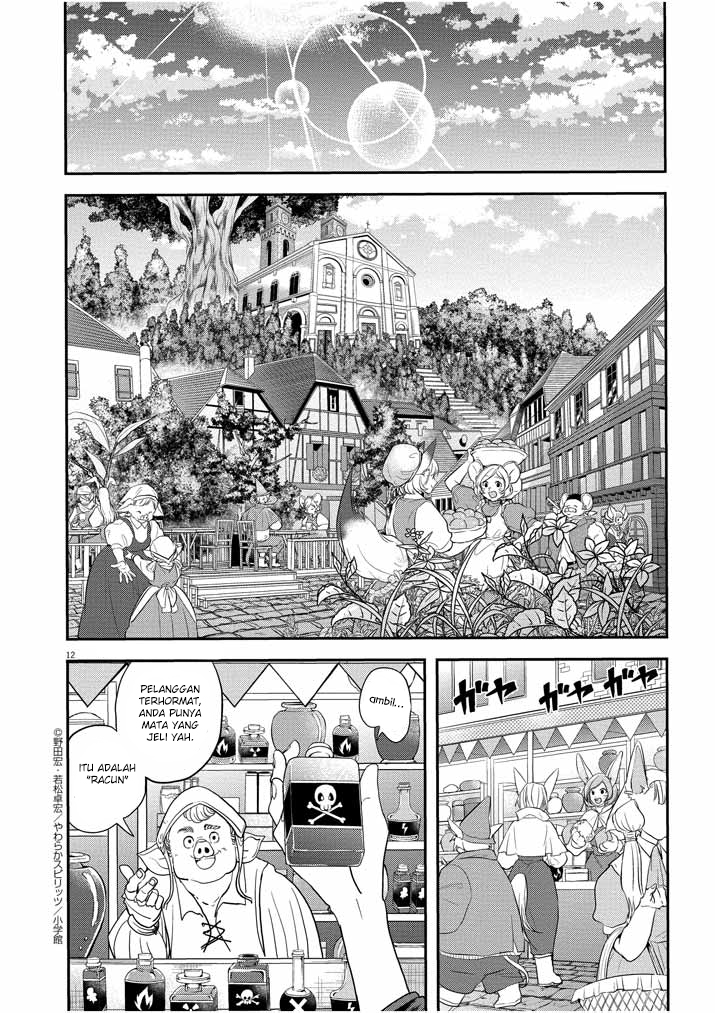 12
ガヤ
ガヤ
ガヤ
ambil...
PELANGGAN
TERHORMAT,
ANDA PUNYA
MATA YANG
JELI YAH.
ITU ADALAH
"RACUN"
©野田宏・若松卓宏／やわらかスピリッツ／小学館